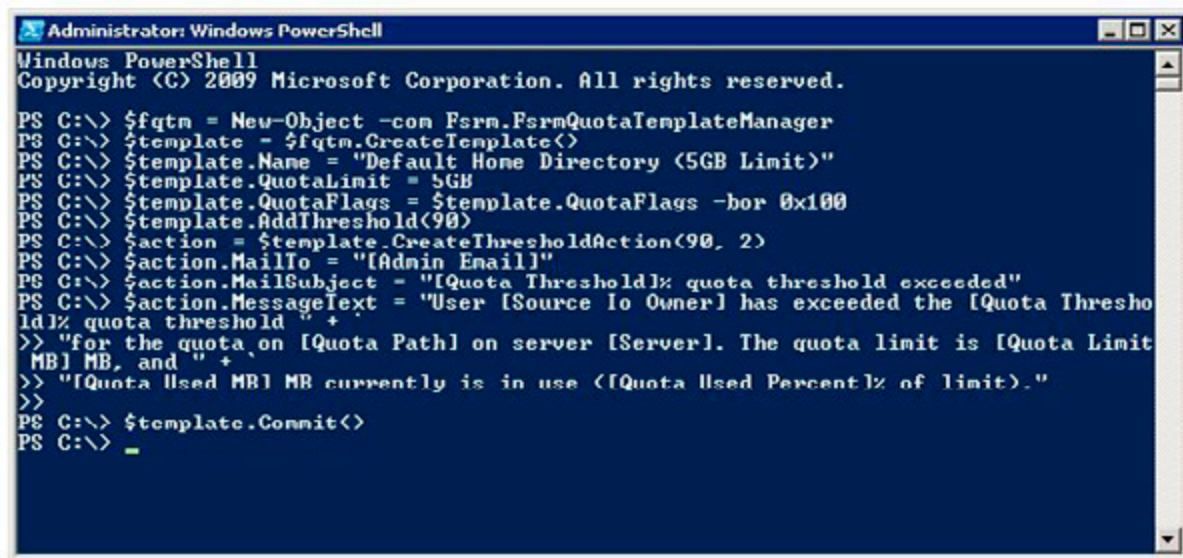 Administrator: Windows PowerShell
Windows PowerShell
Copyright (C) 2009 Microsoft Corporation. All rights reserved.
PS C:\> $fqtm = New-Object -com Fsrm.FsrmQuotaTemplateManager
PS C:\> $template = $fqtm.CreateTemplate()
PS C:\> $template.Name = "Default Home Directory (5GB Limit)"
PS C:\> $template.QuotaLimit = 5GB
PS C:\> $template.QuotaFlags = $template.QuotaFlags -bor 0x100
PS C:\> $template.AddThreshold(90)
PS C:\> $action = $template.CreateThresholdAction(90, 2)
PS C:\> $action.MailTo = "[Admin Email]"
PS C:\> $action.MailSubject = "[Quota Threshold]% quota threshold exceeded"
PS C:\> $action.MessageText = "User [Source Io Owner] has exceeded the [Quota Thresho
ld]% quota threshold " + `
>> "for the quota on [Quota Path] on server [Server]. The quota limit is [Quota Limit
MB] MB, and " + `
>> "[Quota Used MB] MB currently is in use ([Quota Used Percent]% of limit)."
>>
PS C:\> $template.Commit()
PS C:\> _